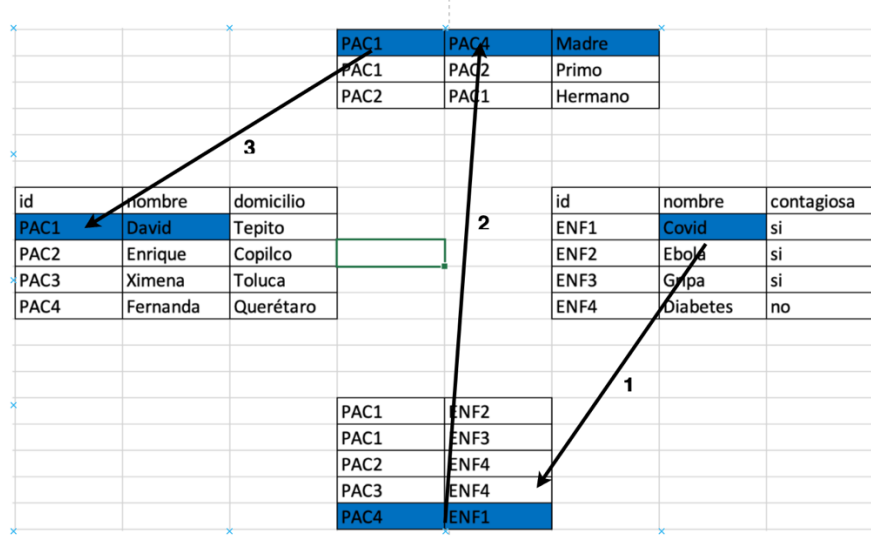 PAC1 PAC4 Madre
PAC1 PAC2 Primo
PAC2 PAC1 Hermano
3
id nombre domicilio
PAC1 David Tepito
PAC2 Enrique Copilco
PAC3 Ximena Toluca
PAC4 Fernanda Querétaro
2
id nombre contagiosa
ENF1 Covid si
ENF2 Ebola si
ENF3 Gripa si
ENF4 Diabetes no
1
PAC1 ENF2
PAC1 ENF3
PAC2 ENF4
PAC3 ENF4
PAC4 ENF1